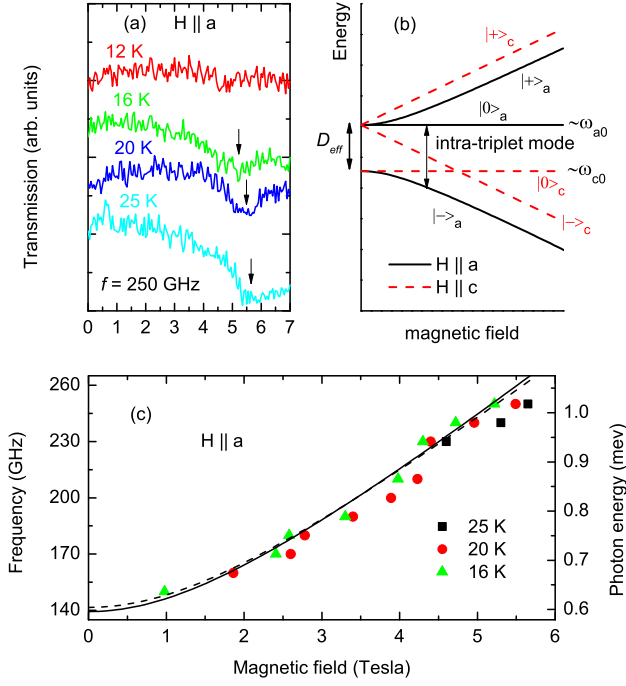 (a)
H || a
12 K
16 K
20 K
25 K
f = 250 GHz
0 1 2 3 4 5 6 7
Transmission (arb. units)
(b)
Energy
|+>c
|+>a
|0>a
~ωa0
Deff
intra-triplet mode
~ωc0
|0>c
|−>a
|−>c
H || a
H || c
magnetic field
(c)
H || a
260
230
200
170
140
Frequency (GHz)
1.0
0.9
0.8
0.7
0.6
Photon energy (mev)
25 K
20 K
16 K
0 1 2 3 4 5 6
Magnetic field (Tesla)